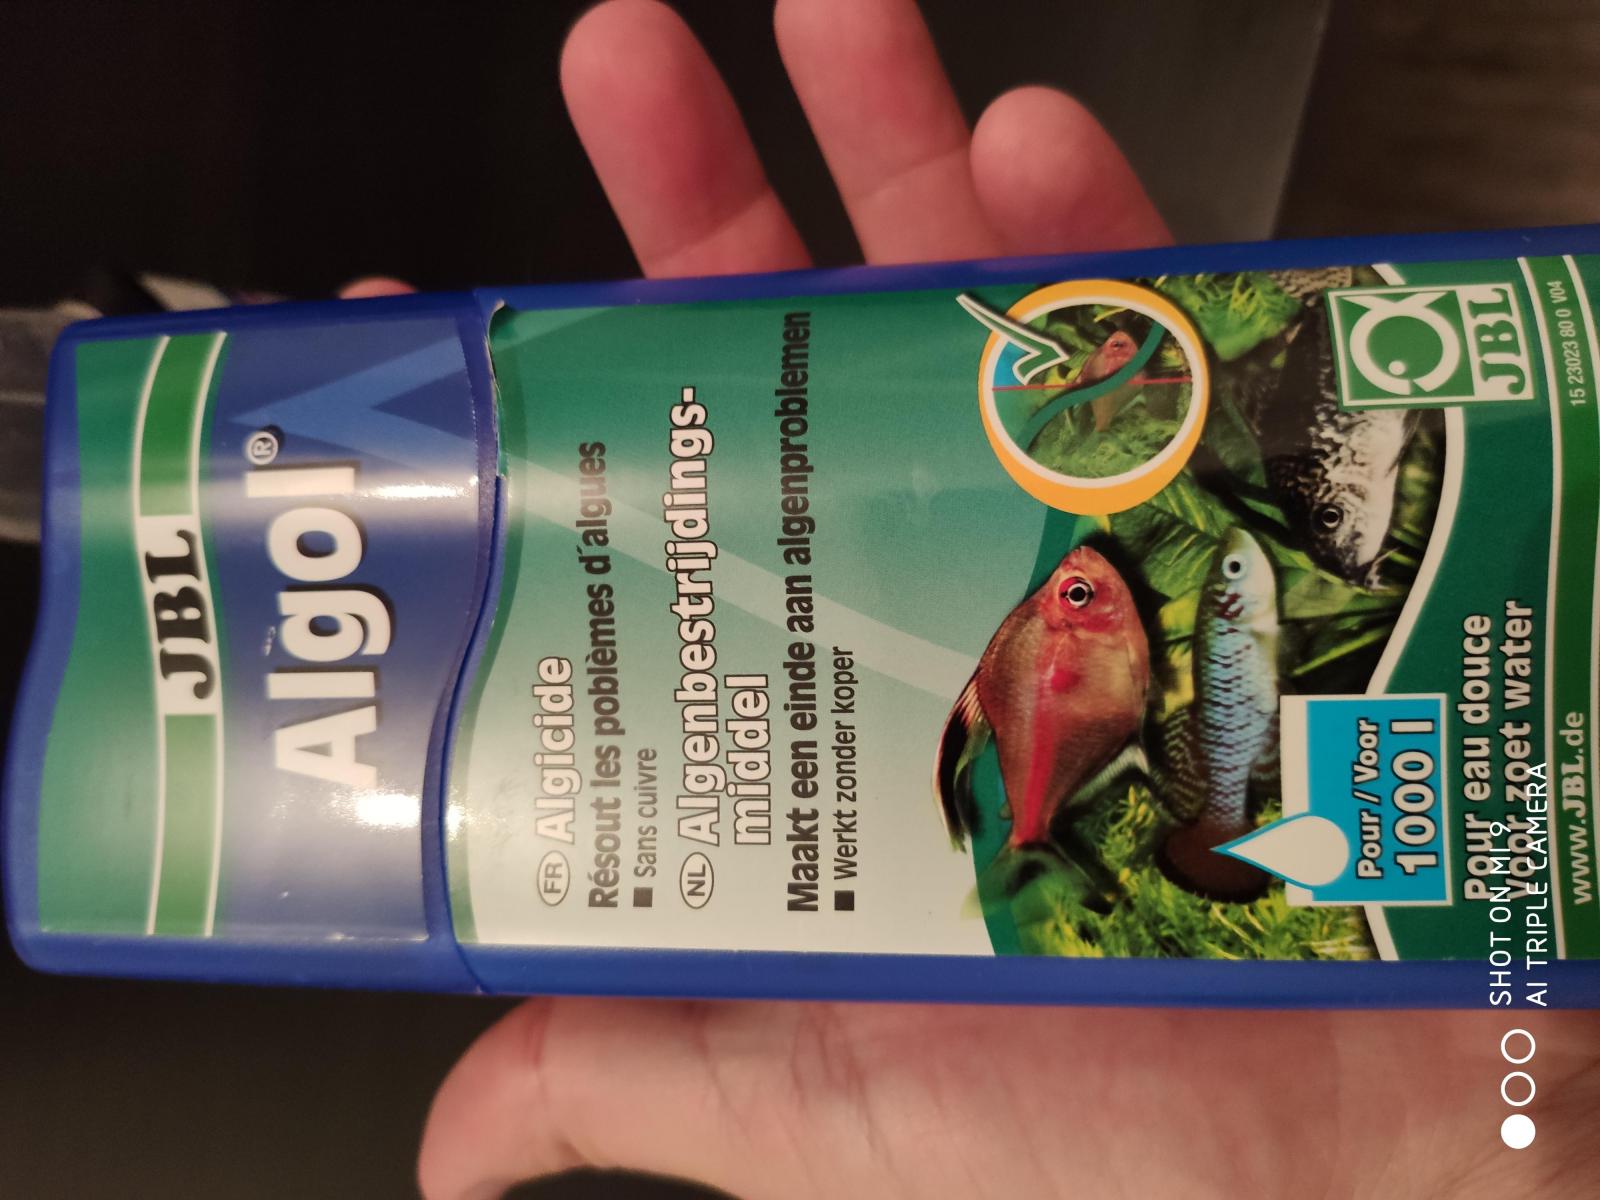 JBL
Algol®
FR Algicide
Résout les poblèmes d´algues
■ Sans cuivre
NL Algenbestrijdings-
middel
Maakt een einde aan algenproblemen
■ Werkt zonder koper
Pour / Voor
1000 l
JBL
Pour eau douce
Voor zoet water
www.JBL.de
15 23023 80 0 V04
SHOT ON MI 9
AI TRIPLE CAMERA